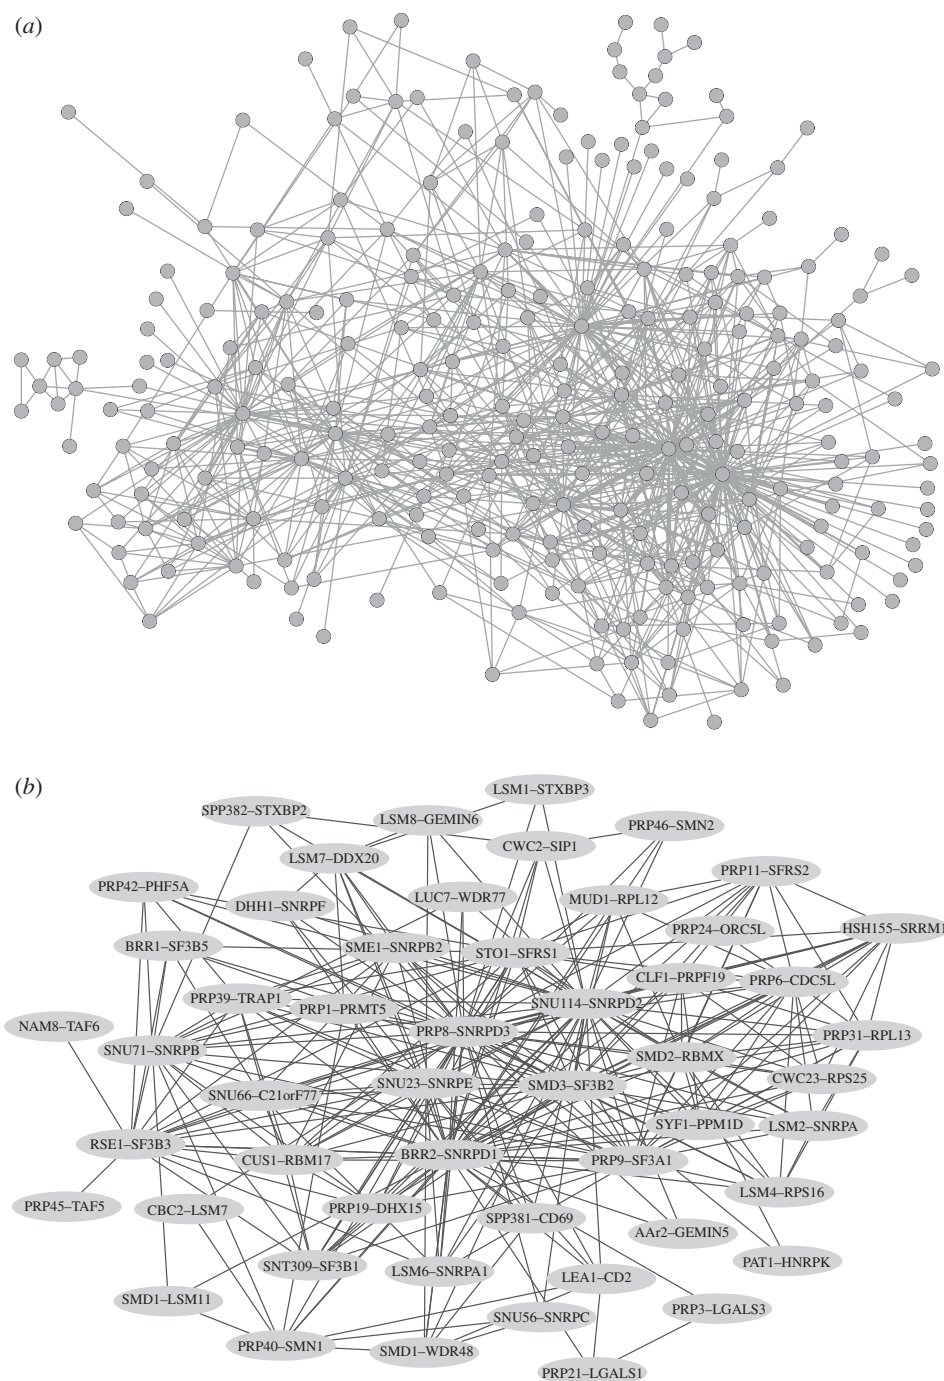 (a)
(b)
LSM1–STXBP3
SPP382–STXBP2
LSM8–GEMIN6
PRP46–SMN2
CWC2–SIP1
LSM7–DDX20
PRP11–SFRS2
PRP42–PHF5A
LUC7–WDR77
MUD1–RPL12
DHH1–SNRPF
PRP24–ORC5L
HSH155–SRRM1
BRR1–SF3B5
SME1–SNRPB2
STO1–SFRS1
CLF1–PRPF19
PRP6–CDC5L
PRP39–TRAP1
PRP1–PRMT5
SNU114–SNRPD2
NAM8–TAF6
PRP8–SNRPD3
PRP31–RPL13
SNU71–SNRPB
SMD2–RBMX
CWC23–RPS25
SNU23–SNRPE
SMD3–SF3B2
SNU66–C21orF77
SYF1–PPM1D
LSM2–SNRPA
RSE1–SF3B3
CUS1–RBM17
BRR2–SNRPD1
PRP9–SF3A1
LSM4–RPS16
PRP45–TAF5
CBC2–LSM7
PRP19–DHX15
SPP381–CD69
AAr2–GEMIN5
PAT1–HNRPK
SNT309–SF3B1
LSM6–SNRPA1
LEA1–CD2
SMD1–LSM11
PRP3–LGALS3
SNU56–SNRPC
PRP40–SMN1
SMD1–WDR48
PRP21–LGALS1